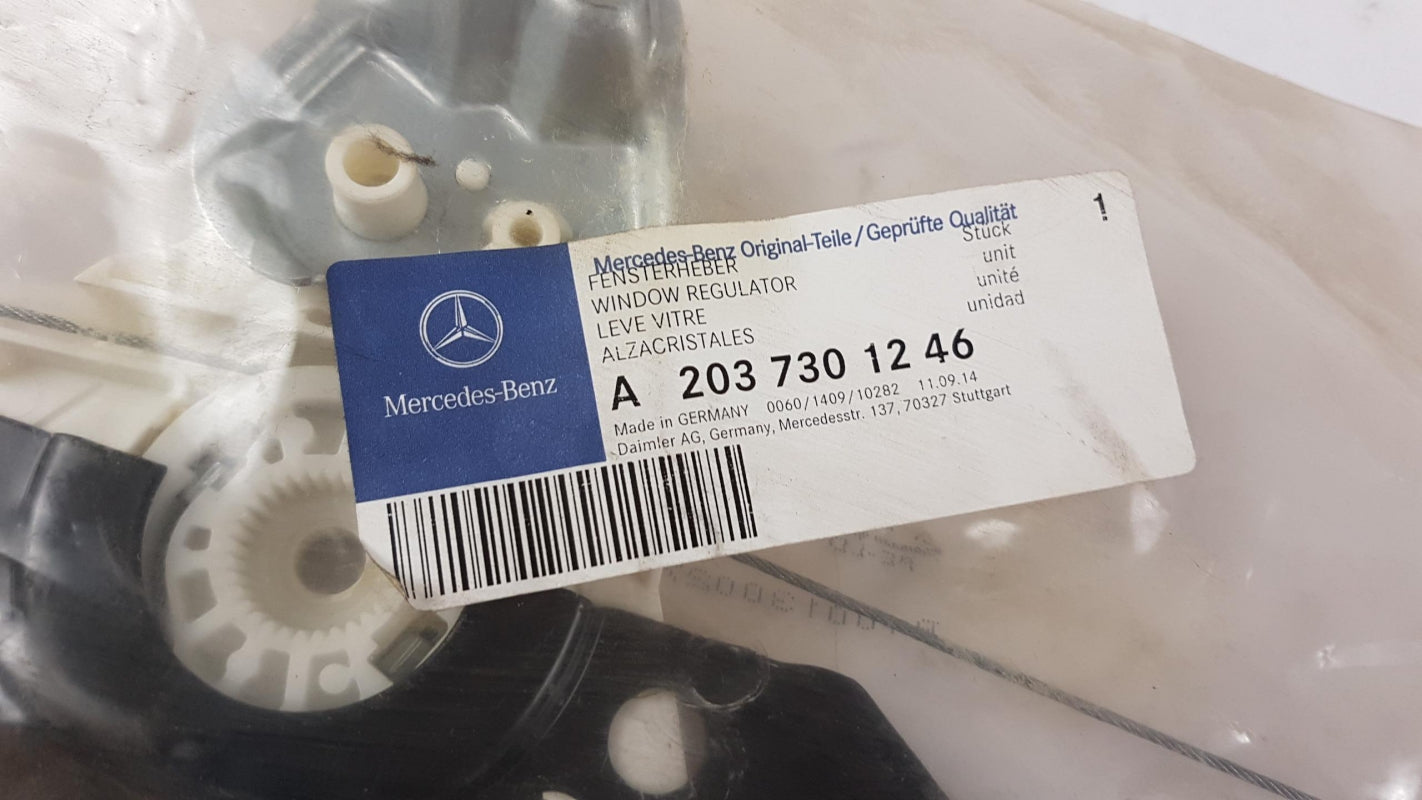 Mercedes-Benz Original-Teile/Geprüfte Qualität
1
FENSTERHEBER
Stück
WINDOW REGULATOR
unit
LEVE VITRE
unité
ALZACRISTALES
unidad
A 203 730 12 46
Made in GERMANY 0060/1409/10282 11.09.14
Daimler AG, Germany, Mercedesstr. 137, 70327 Stuttgart
Mercedes-Benz